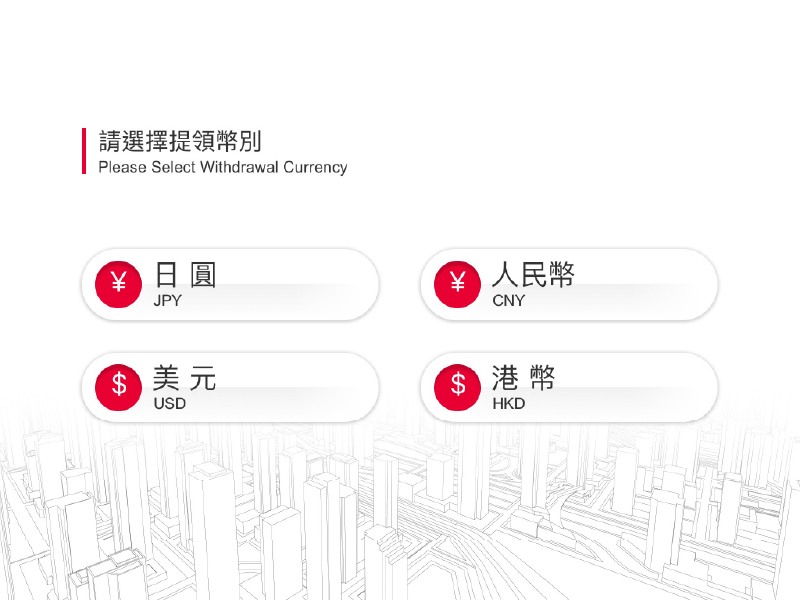 請選擇提領幣別
Please Select Withdrawal Currency
¥ 日 圓
JPY
¥ 人民幣
CNY
$ 美 元
USD
$ 港 幣
HKD